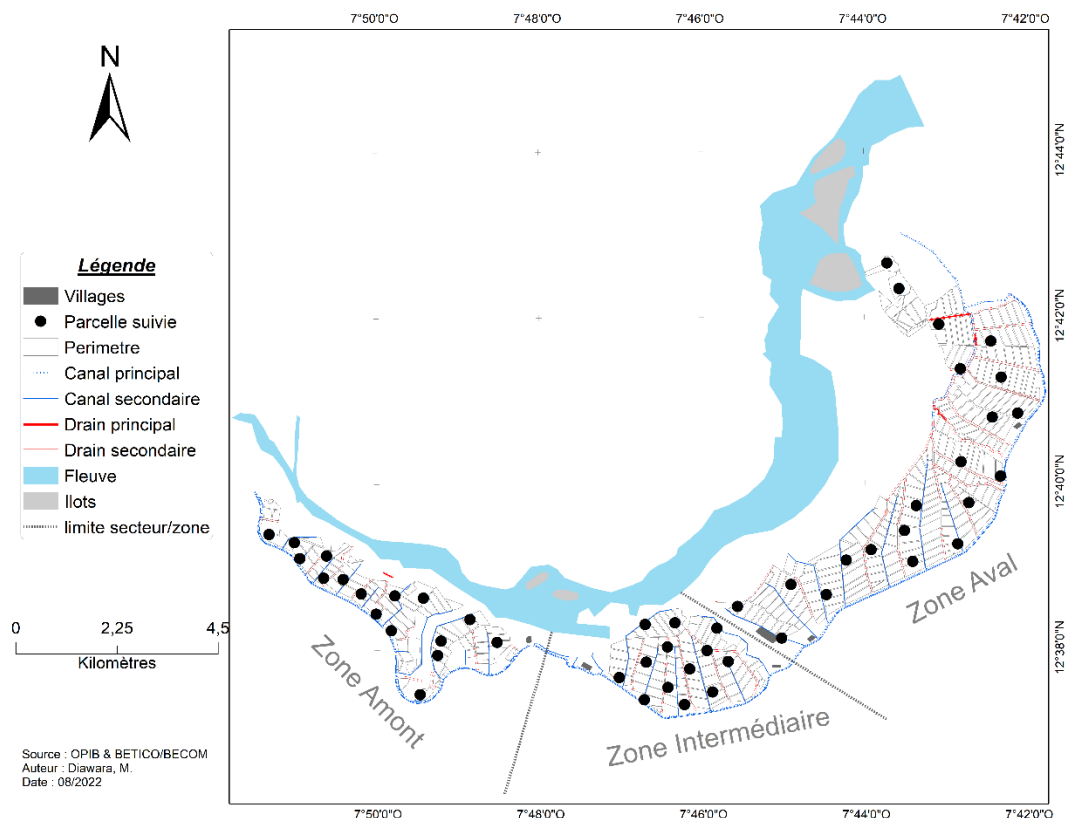 7°50'0"O 7°48'0"O 7°46'0"O 7°44'0"O 7°42'0"O
N
12°44'0"N
12°42'0"N
12°40'0"N
12°38'0"N
Légende
Villages
Parcelle suivie
Perimetre
Canal principal
Canal secondaire
Drain principal
Drain secondaire
Fleuve
Ilots
limite secteur/zone
0 2,25 4,5
Kilomètres
Zone Amont
Zone Intermédiaire
Zone Aval
Source : OPIB & BETICO/BECOM
Auteur : Diawara, M.
Date : 08/2022
7°50'0"O 7°48'0"O 7°46'0"O 7°44'0"O 7°42'0"O